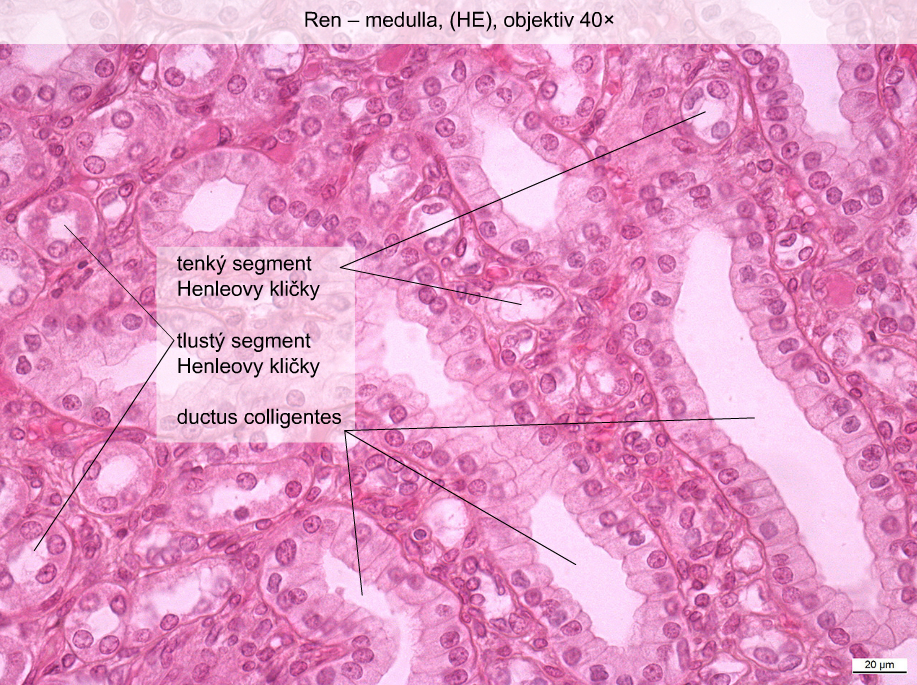 Ren – medulla, (HE), objektiv 40×
tenký segment
Henleovy kličky
tlustý segment
Henleovy kličky
ductus colligentes
20 µm